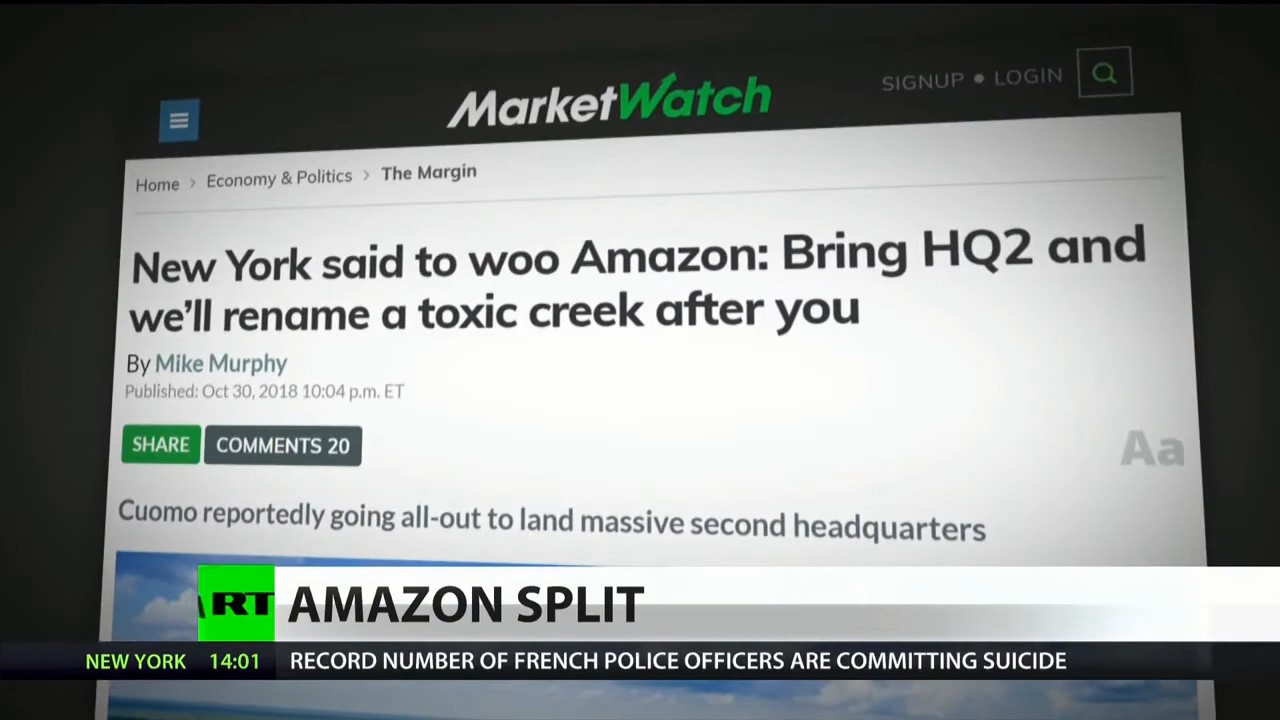 MarketWatch
SIGNUP • LOGIN
Home > Economy & Politics > The Margin
New York said to woo Amazon: Bring HQ2 and
we'll rename a toxic creek after you
By Mike Murphy
Published: Oct 30, 2018 10:04 p.m. ET
SHARE COMMENTS 20
Aa
Cuomo reportedly going all-out to land massive second headquarters
RT AMAZON SPLIT
NEW YORK 14:01 RECORD NUMBER OF FRENCH POLICE OFFICERS ARE COMMITTING SUICIDE